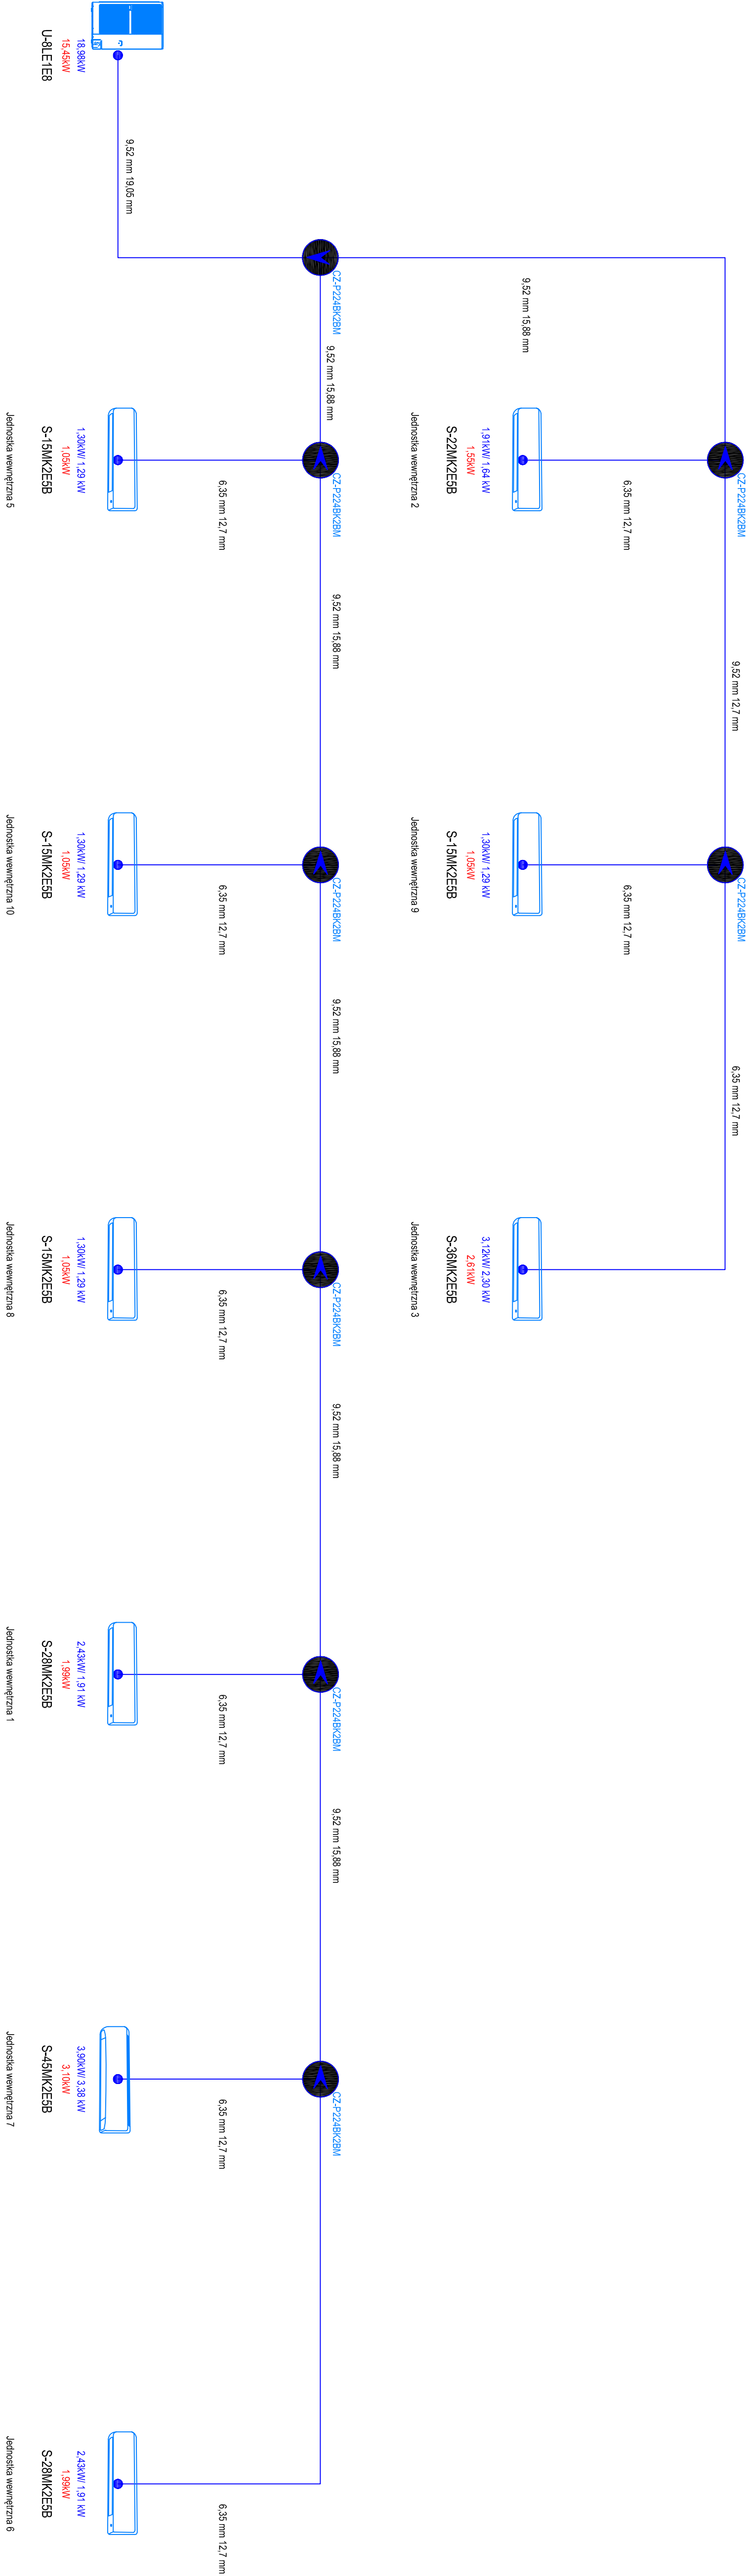 U-8LE1E8
18,98kW
15,45kW
9,52 mm 19,05 mm
CZ-P224BK2BM
9,52 mm 15,88 mm
CZ-P224BK2BM
6,35 mm 12,7 mm
1,91kW/ 1,64 kW
1,55kW
S-22MK2E5B
Jednostka wewnętrzna 2
9,52 mm 12,7 mm
CZ-P224BK2BM
6,35 mm 12,7 mm
1,30kW/ 1,29 kW
1,05kW
S-15MK2E5B
Jednostka wewnętrzna 9
6,35 mm 12,7 mm
3,12kW/ 2,30 kW
2,61kW
S-36MK2E5B
Jednostka wewnętrzna 3
9,52 mm 15,88 mm
CZ-P224BK2BM
6,35 mm 12,7 mm
1,30kW/ 1,29 kW
1,05kW
S-15MK2E5B
Jednostka wewnętrzna 5
9,52 mm 15,88 mm
CZ-P224BK2BM
6,35 mm 12,7 mm
1,30kW/ 1,29 kW
1,05kW
S-15MK2E5B
Jednostka wewnętrzna 10
9,52 mm 15,88 mm
CZ-P224BK2BM
6,35 mm 12,7 mm
1,30kW/ 1,29 kW
1,05kW
S-15MK2E5B
Jednostka wewnętrzna 8
9,52 mm 15,88 mm
CZ-P224BK2BM
6,35 mm 12,7 mm
2,43kW/ 1,91 kW
1,99kW
S-28MK2E5B
Jednostka wewnętrzna 1
9,52 mm 15,88 mm
CZ-P224BK2BM
6,35 mm 12,7 mm
3,90kW/ 3,38 kW
3,10kW
S-45MK2E5B
Jednostka wewnętrzna 7
6,35 mm 12,7 mm
2,43kW/ 1,91 kW
1,99kW
S-28MK2E5B
Jednostka wewnętrzna 6